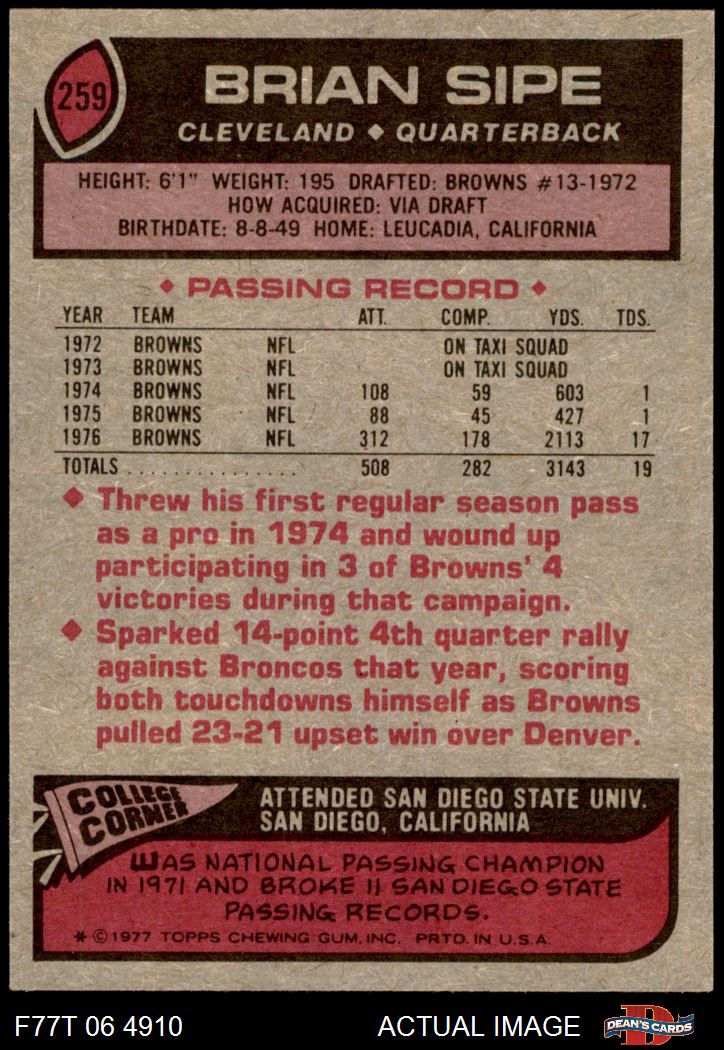 259
BRIAN SIPE
CLEVELAND ◆ QUARTERBACK
HEIGHT: 6'1" WEIGHT: 195 DRAFTED: BROWNS #13-1972
HOW ACQUIRED: VIA DRAFT
BIRTHDATE: 8-8-49 HOME: LEUCADIA, CALIFORNIA
◆ PASSING RECORD ◆
YEAR TEAM ATT. COMP. YDS. TDS.
1972 BROWNS NFL ON TAXI SQUAD
1973 BROWNS NFL ON TAXI SQUAD
1974 BROWNS NFL 108 59 603 1
1975 BROWNS NFL 88 45 427 1
1976 BROWNS NFL 312 178 2113 17
TOTALS . . . . . . . . . . . . . . . . 508 282 3143 19
◆ Threw his first regular season pass
as a pro in 1974 and wound up
participating in 3 of Browns' 4
victories during that campaign.
◆ Sparked 14-point 4th quarter rally
against Broncos that year, scoring
both touchdowns himself as Browns
pulled 23-21 upset win over Denver.
COLLEGE
CORNER
ATTENDED SAN DIEGO STATE UNIV.
SAN DIEGO, CALIFORNIA
WAS NATIONAL PASSING CHAMPION
IN 1971 AND BROKE 11 SAN DIEGO STATE
PASSING RECORDS.
* © 1977 TOPPS CHEWING GUM, INC. PRTD. IN U.S.A.
F77T 06 4910 ACTUAL IMAGE
D
DEAN'S CARDS